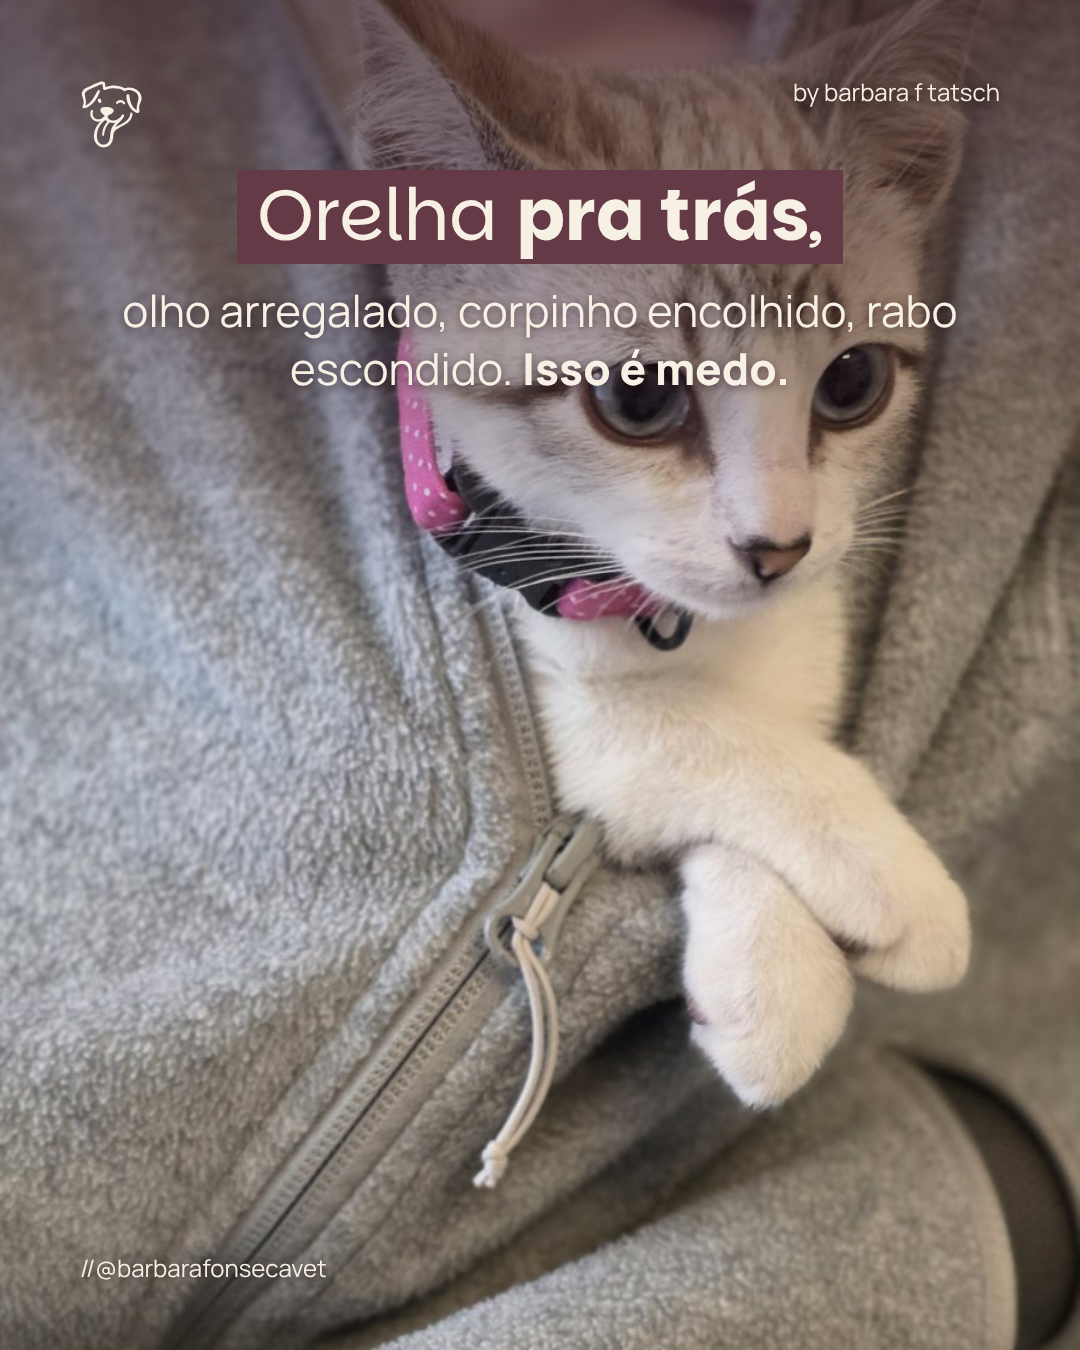 by barbara f tatsch
Orelha pra trás,
olho arregalado, corpinho encolhido, rabo
escondido. Isso é medo.
//@barbarafonsecavet